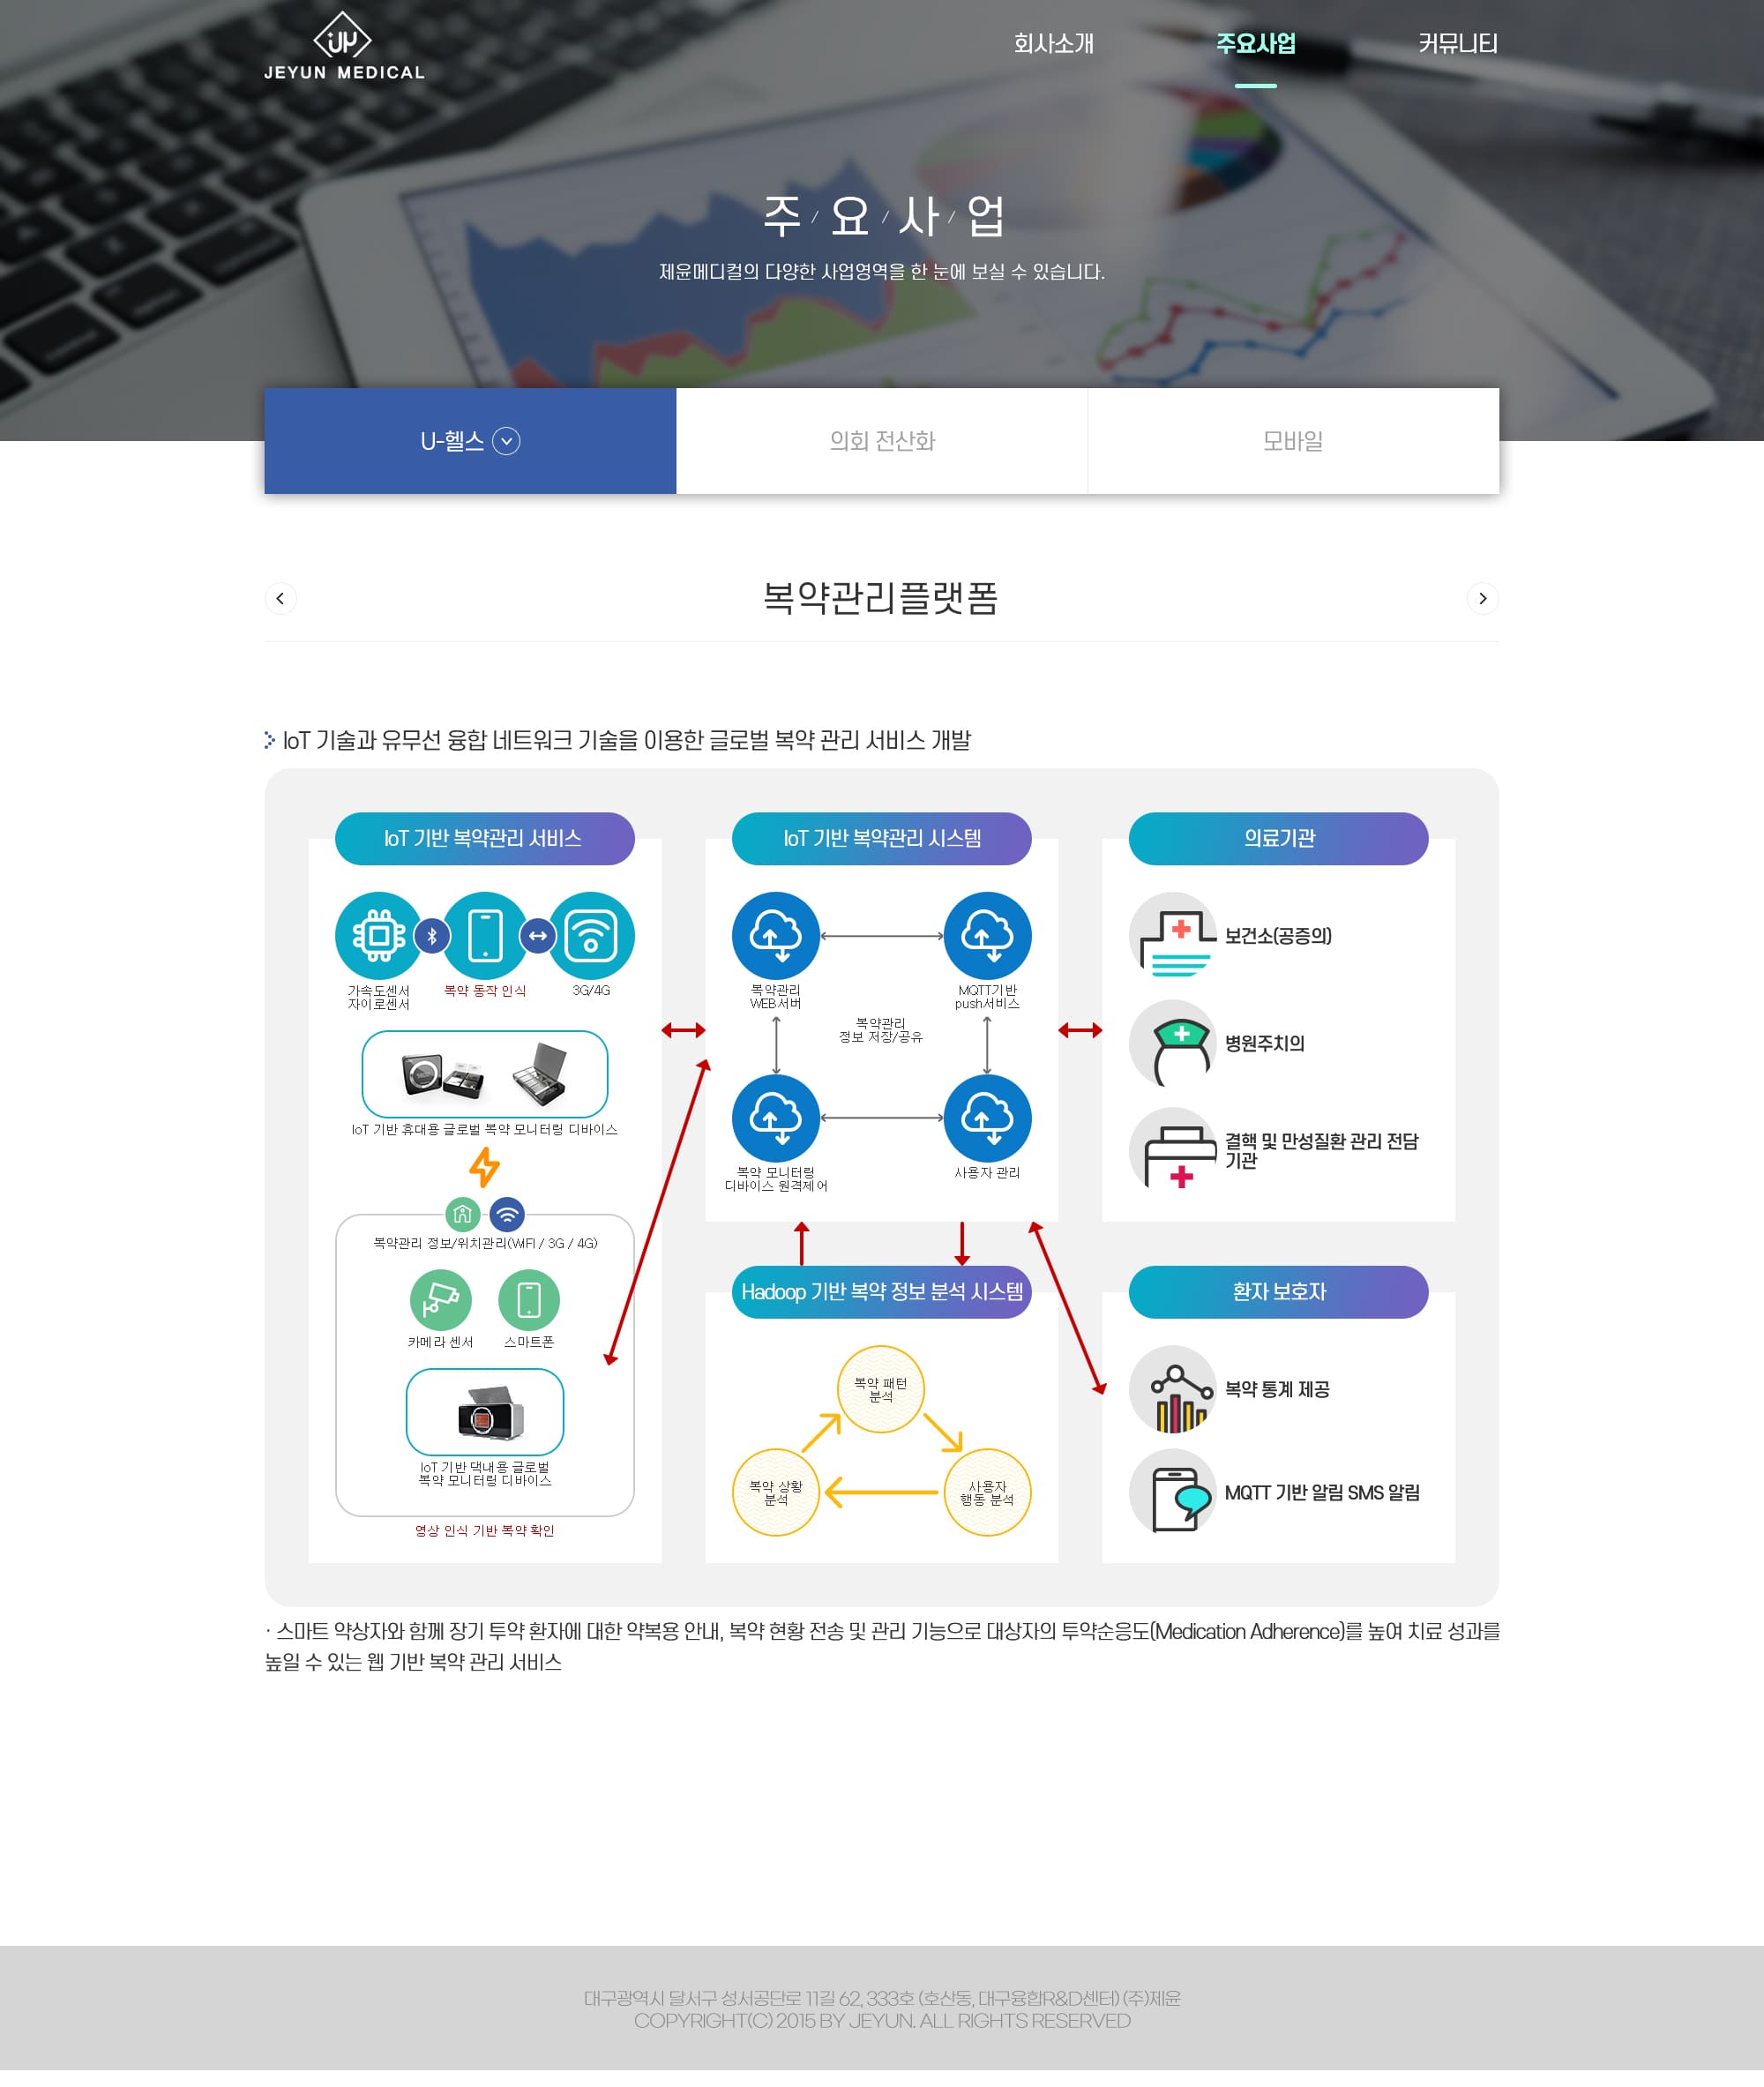 JEYUN MEDICAL
회사소개
주요사업
커뮤니티
주 / 요 / 사 / 업
제윤메디컬의 다양한 사업영역을 한 눈에 보실 수 있습니다.
U-헬스
의회 전산화
모바일
복약관리플랫폼
IoT 기술과 유무선 융합 네트워크 기술을 이용한 글로벌 복약 관리 서비스 개발
IoT 기반 복약관리 서비스
가속도센서
자이로센서
복약 동작 인식
3G/4G
IoT 기반 휴대용 글로벌 복약 모니터링 디바이스
복약관리 정보/위치관리(WiFi / 3G / 4G)
카메라 센서
스마트폰
IoT 기반 댁내용 글로벌
복약 모니터링 디바이스
영상 인식 기반 복약 확인
IoT 기반 복약관리 시스템
복약관리
WEB서버
MQTT기반
push서비스
복약관리
정보 저장/공유
복약 모니터링
디바이스 원격제어
사용자 관리
Hadoop 기반 복약 정보 분석 시스템
복약 패턴
분석
복약 상황
분석
사용자
행동 분석
의료기관
보건소(공중의)
병원주치의
결핵 및 만성질환 관리 전담
기관
환자 보호자
복약 통계 제공
MQTT 기반 알림 SMS 알림
· 스마트 약상자와 함께 장기 투약 환자에 대한 약복용 안내, 복약 현황 전송 및 관리 기능으로 대상자의 투약순응도(Medication Adherence)를 높여 치료 성과를
높일 수 있는 웹 기반 복약 관리 서비스
대구광역시 달서구 성서공단로 11길 62, 333호 (호산동, 대구융합R&D센터) (주)제윤
COPYRIGHT(C) 2015 BY JEYUN. ALL RIGHTS RESERVED